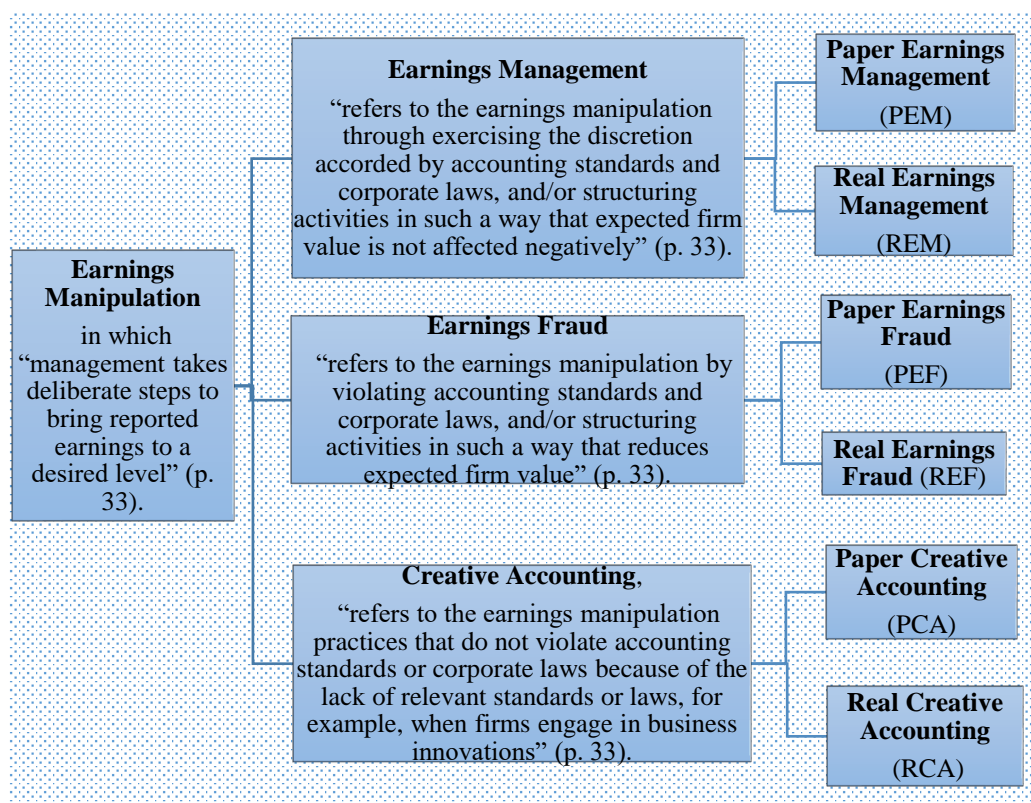 Earnings
Manipulation
in which
“management takes
deliberate steps to
bring reported
earnings to a
desired level” (p.
33).
Earnings Management
“refers to the earnings manipulation
through exercising the discretion
accorded by accounting standards and
corporate laws, and/or structuring
activities in such a way that expected firm
value is not affected negatively” (p. 33).
Paper Earnings
Management
(PEM)
Real Earnings
Management
(REM)
Earnings Fraud
“refers to the earnings manipulation by
violating accounting standards and
corporate laws, and/or structuring
activities in such a way that reduces
expected firm value” (p. 33).
Paper Earnings
Fraud
(PEF)
Real Earnings
Fraud (REF)
Creative Accounting,
“refers to the earnings manipulation
practices that do not violate accounting
standards or corporate laws because of the
lack of relevant standards or laws, for
example, when firms engage in business
innovations” (p. 33).
Paper Creative
Accounting
(PCA)
Real Creative
Accounting
(RCA)